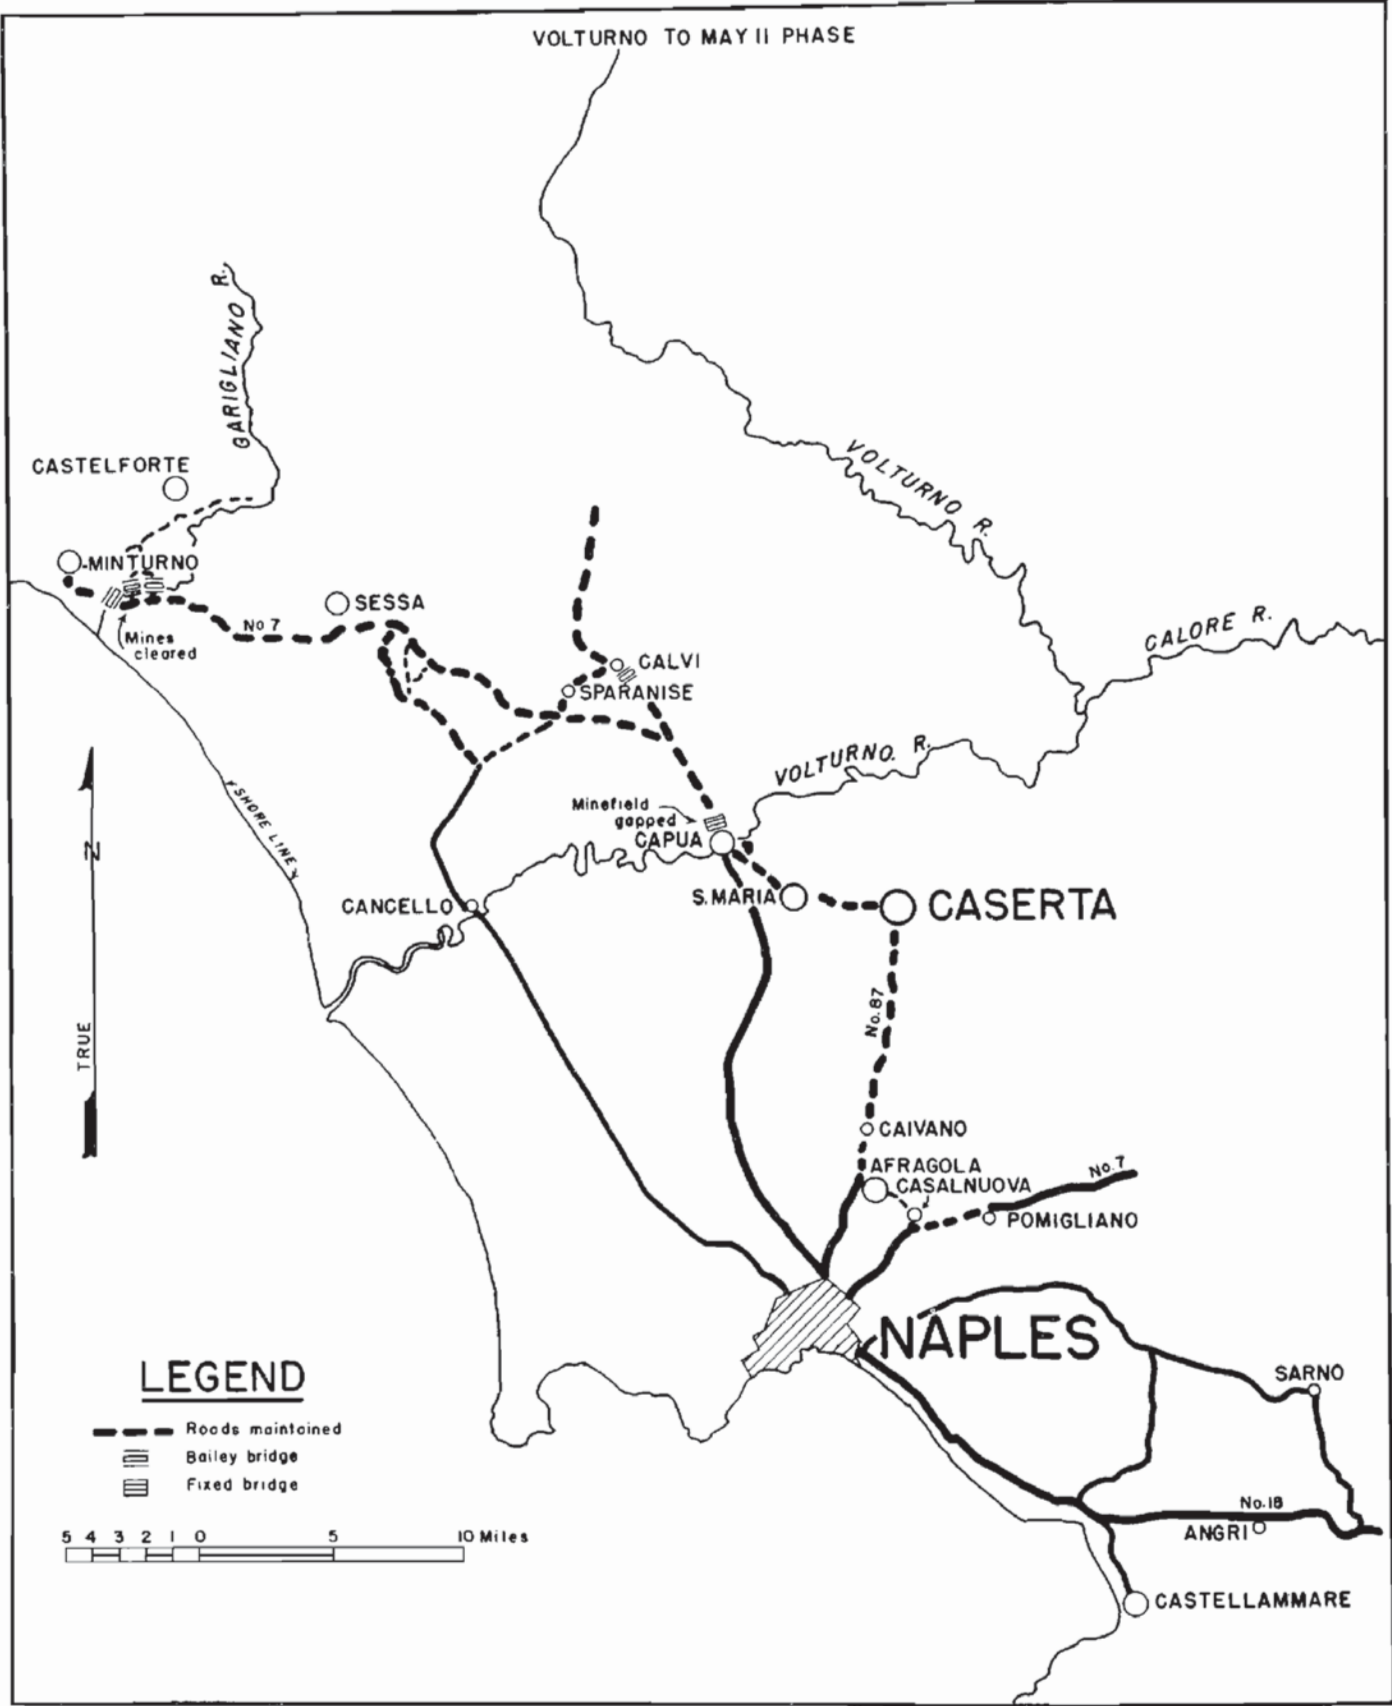 VOLTURNO TO MAY 11 PHASE
GARIGLIANO R.
CASTELFORTE
VOLTURNO R.
MINTURNO
SESSA
No 7
Mines
cleared
CALVI
SPARANISE
CALORE R.
VOLTURNO. R.
SHORE LINE
Minefield
gapped
CAPUA
N
CANCELLO
S. MARIA
CASERTA
No. 87
TRUE
CAIVANO
AFRAGOLA
CASALNUOVA
No. 7
POMIGLIANO
NAPLES
LEGEND
Roads maintained
Bailey bridge
Fixed bridge
SARNO
No. 18
ANGRI
5 4 3 2 1 0 5 10 Miles
CASTELLAMMARE